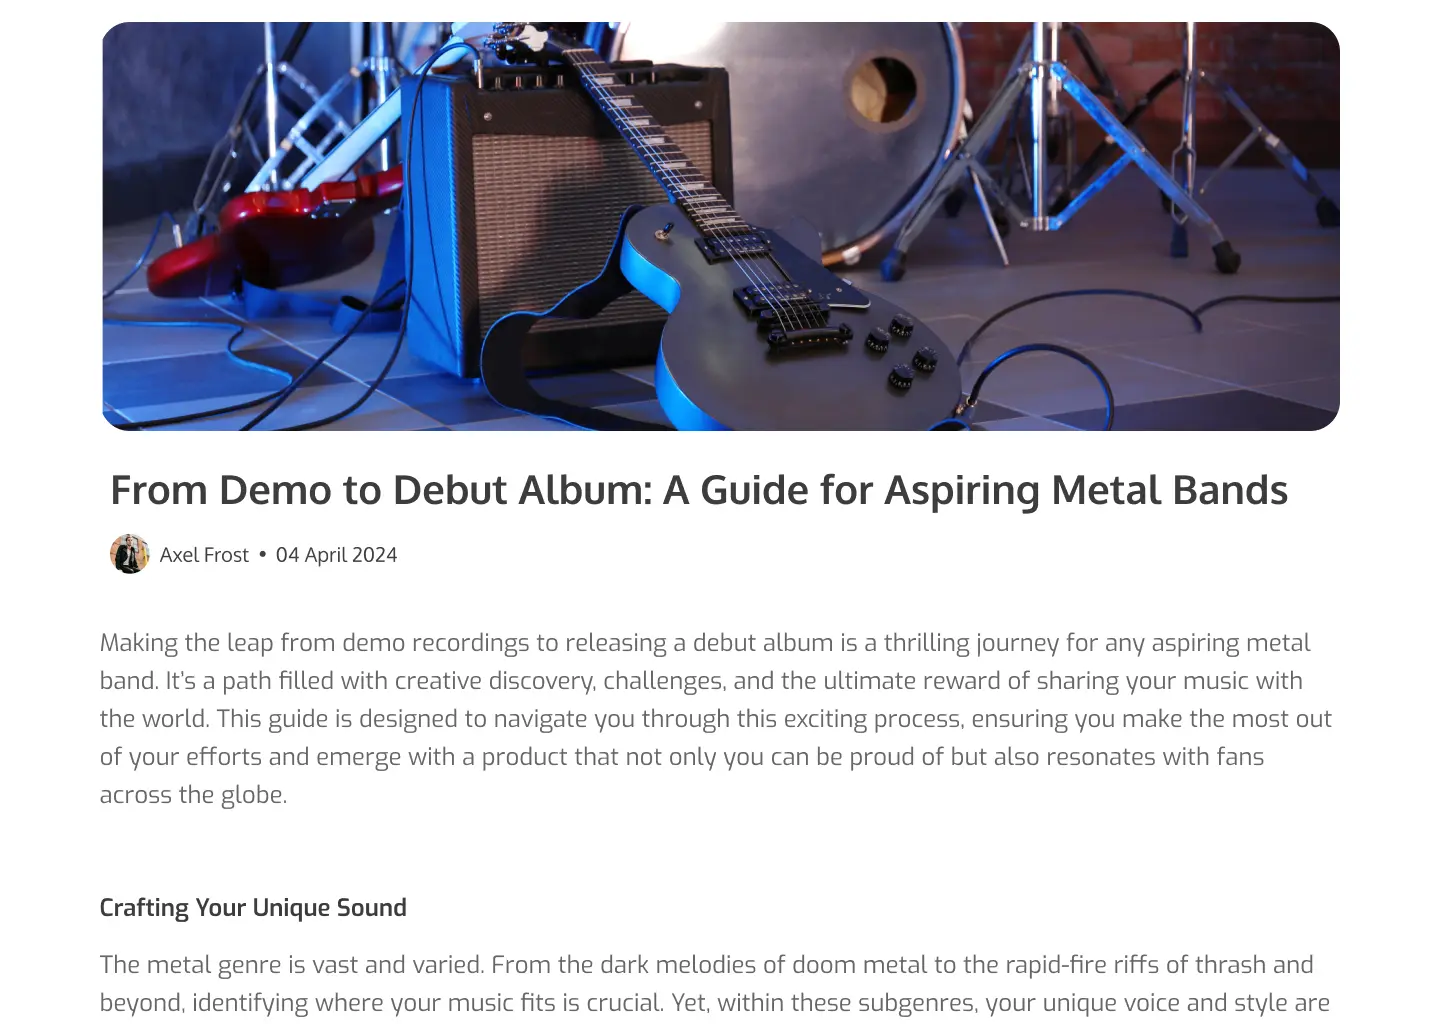 From Demo to Debut Album: A Guide for Aspiring Metal Bands
Axel Frost • 04 April 2024
Making the leap from demo recordings to releasing a debut album is a thrilling journey for any aspiring metal
band. It's a path filled with creative discovery, challenges, and the ultimate reward of sharing your music with
the world. This guide is designed to navigate you through this exciting process, ensuring you make the most out
of your efforts and emerge with a product that not only you can be proud of but also resonates with fans
across the globe.
Crafting Your Unique Sound
The metal genre is vast and varied. From the dark melodies of doom metal to the rapid-fire riffs of thrash and
beyond, identifying where your music fits is crucial. Yet, within these subgenres, your unique voice and style are